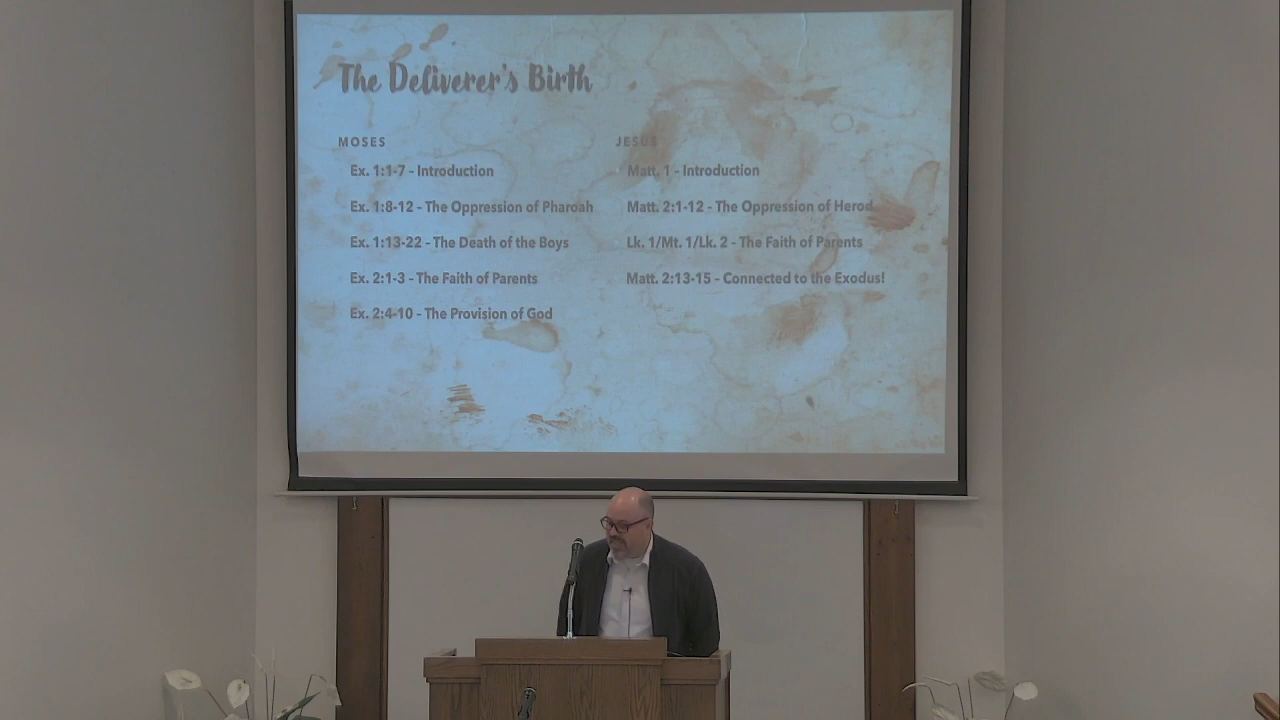 The Deliverer's Birth
MOSES
Ex. 1:1-7 - Introduction
Ex. 1:8-12 - The Oppression of Pharoah
Ex. 1:13-22 - The Death of the Boys
Ex. 2:1-3 - The Faith of Parents
Ex. 2:4-10 - The Provision of God
JESUS
Matt. 1 - Introduction
Matt. 2:1-12 - The Oppression of Herod
Lk. 1/Mt. 1/Lk. 2 - The Faith of Parents
Matt. 2:13-15 - Connected to the Exodus!